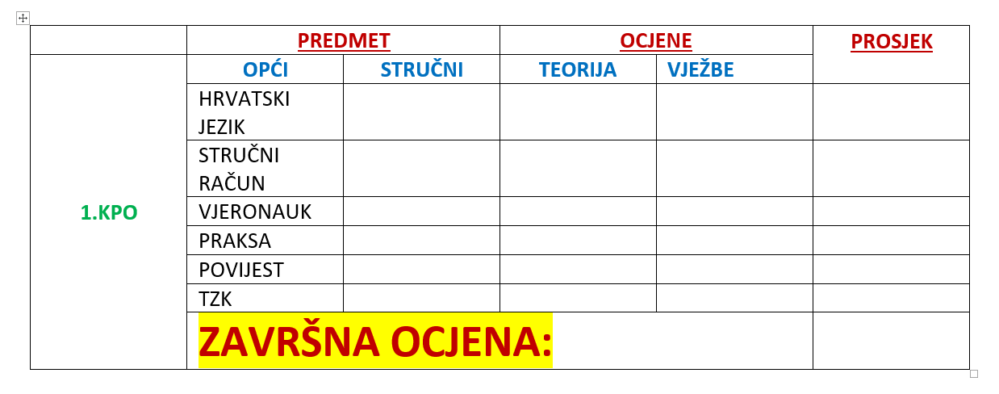 PREDMET OCJENE PROSJEK
OPĆI STRUČNI TEORIJA VJEŽBE
HRVATSKI
JEZIK
STRUČNI
RAČUN
1.KPO VJERONAUK
PRAKSA
POVIJEST
TZK
ZAVRŠNA OCJENA: